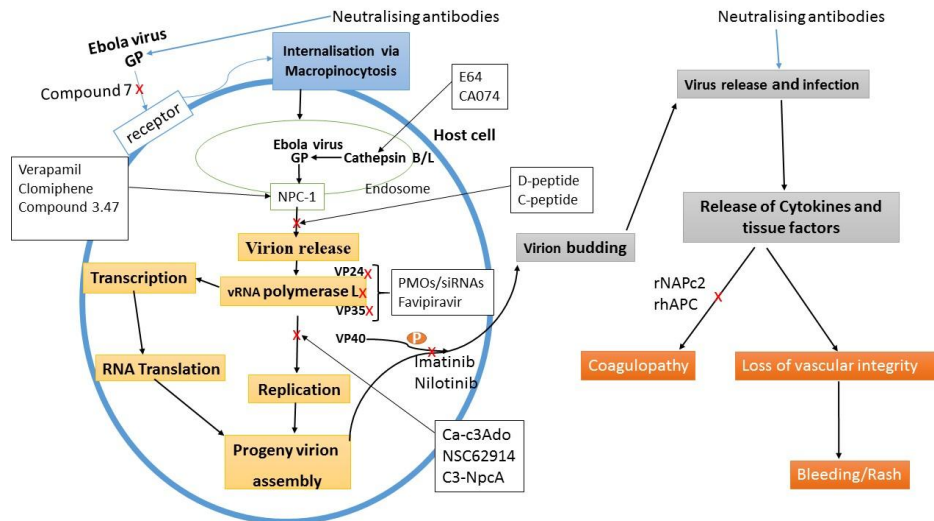 Neutralising antibodies
Ebola virus
GP
Compound 7 X
receptor
Internalisation via
Macropinocytosis
E64
CA074
Host cell
Ebola virus
GP
Cathepsin B/L
Endosome
NPC-1
Verapamil
Clomiphene
Compound 3.47
D-peptide
C-peptide
X
Virion release
Transcription
vRNA polymerase L X
VP24 X
VP35 X
PMOs/siRNAs
Favipiravir
X
VP40
P
X
Imatinib
Nilotinib
RNA Translation
Replication
Progeny virion
assembly
Ca-c3Ado
NSC62914
C3-NpcA
Virion budding
Neutralising antibodies
Virus release and infection
Release of Cytokines and
tissue factors
rNAPc2
rhAPC
X
Coagulopathy
Loss of vascular integrity
Bleeding/Rash